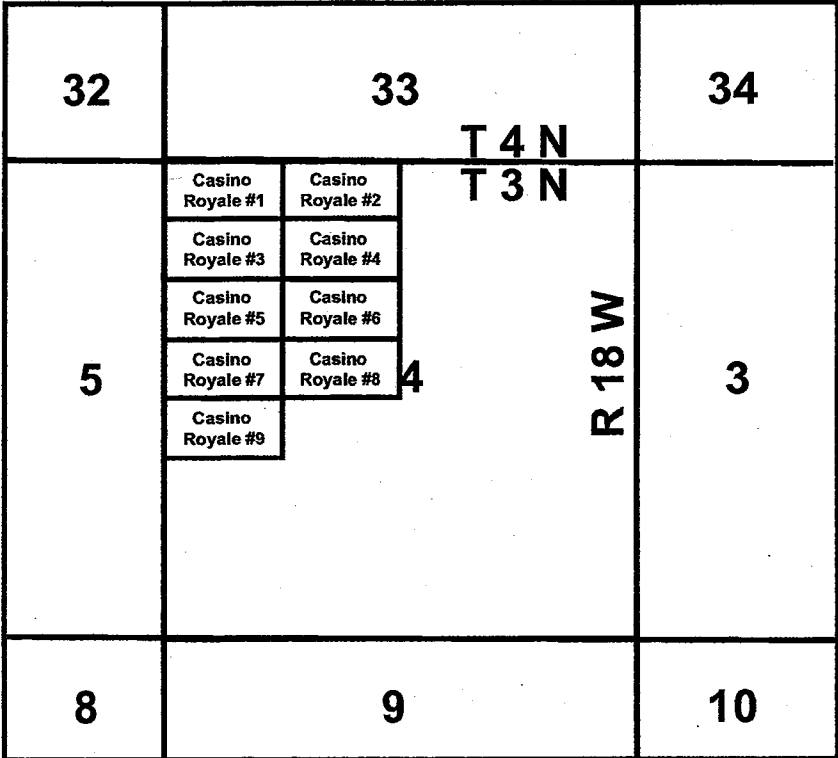 32
33
34
T 4 N
T 3 N
Casino
Royale #1
Casino
Royale #2
Casino
Royale #3
Casino
Royale #4
Casino
Royale #5
Casino
Royale #6
Casino
Royale #7
Casino
Royale #8
Casino
Royale #9
5
4
R 18 W
3
8
9
10